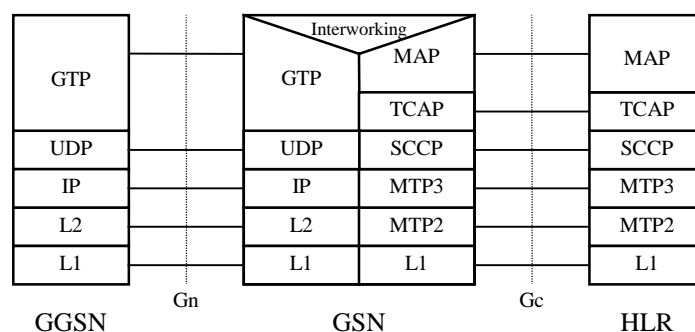 Interworking
GTP GTP MAP MAP
TCAP TCAP
UDP UDP SCCP SCCP
IP IP MTP3 MTP3
L2 L2 MTP2 MTP2
L1 L1 L1 L1
Gn Gc
GGSN GSN HLR